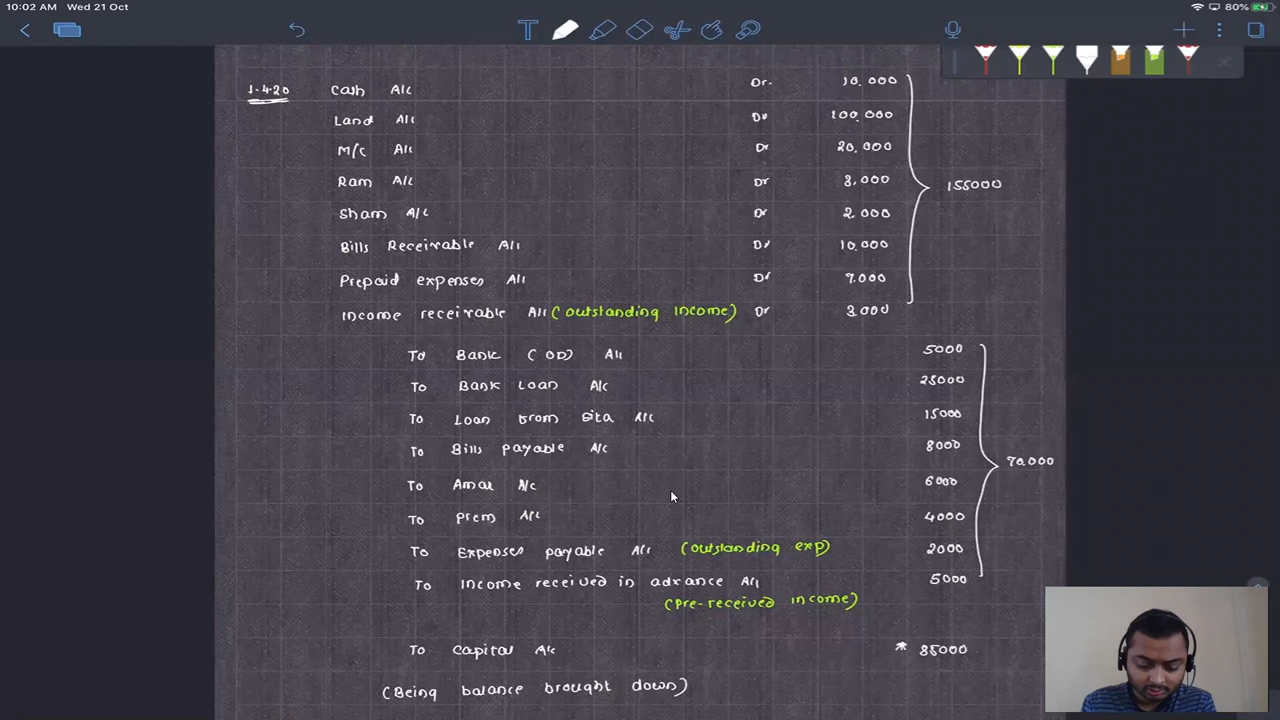 10:02 AM Wed 21 Oct 80%
1-4-20 Cash A/c Dr. 10,000
Land A/c Dr 100,000
M/c A/c Dr 20,000
Ram A/c Dr 3,000
Sham A/c Dr 2,000
Bills Receivable A/c Dr 10,000
Prepaid expenses A/c Dr 7,000
Income receivable A/c (outstanding income) Dr 3000
155000
To Bank (OD) A/c 5000
To Bank Loan A/c 25000
To Loan from Sita A/c 15000
To Bills payable A/c 8000
To Amar A/c 6000
To Prem A/c 4000
To Expenses payable A/c (outstanding exp) 2000
To Income received in advance A/c 5000
(Pre-received income)
70,000
To Capital A/c * 85000
(Being balance brought down)